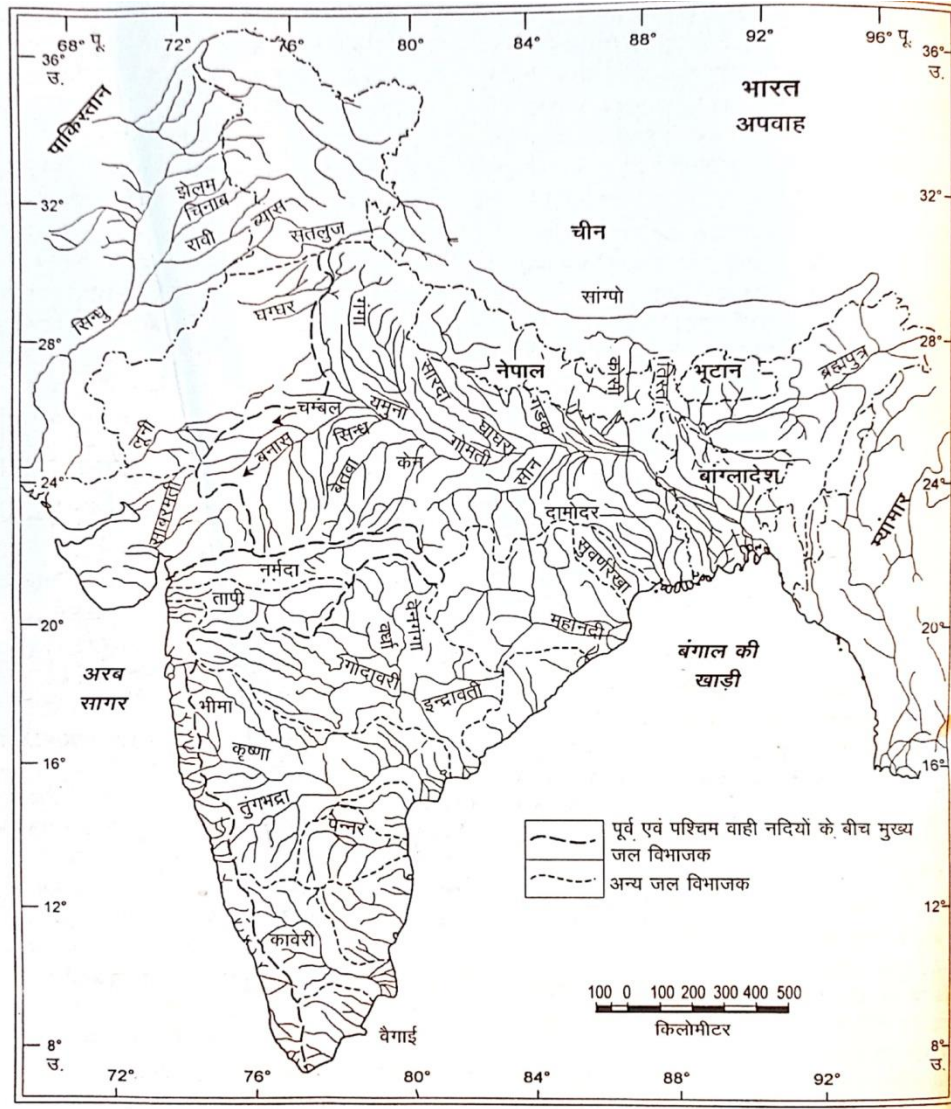 68° पू. 72° 76° 80° 84° 88° 92° 96° पू.
36° उ.
36° उ.
भारत
अपवाह
पाकिस्तान
झेलम
चिनाब
रावी
ब्यास
सतलुज
32°
32°
चीन
सांग्पो
सिन्धु
घग्घर
गंगा
28°
28°
सारदा
नेपाल
कोसी
तिस्ता
भूटान
ब्रह्मपुत्र
चम्बल
यमुना
घाघरा
गंडक
लूनी
बनास
सिन्ध
गोमती
बेतवा
केन
सोन
बांग्लादेश
24°
24°
साबरमती
दामोदर
म्यांमार
नर्मदा
सुवर्णरेखा
तापी
वर्धा
वेनगंगा
महानदी
20°
20°
अरब
सागर
गोदावरी
इन्द्रावती
बंगाल की
खाड़ी
भीमा
कृष्णा
16°
16°
तुंगभद्रा
पेन्नर
पूर्व एवं पश्चिम वाही नदियों के बीच मुख्य
जल विभाजक
अन्य जल विभाजक
12°
12°
कावेरी
100 0 100 200 300 400 500
किलोमीटर
वैगाई
8° उ.
8° उ.
72° 76° 80° 84° 88° 92°